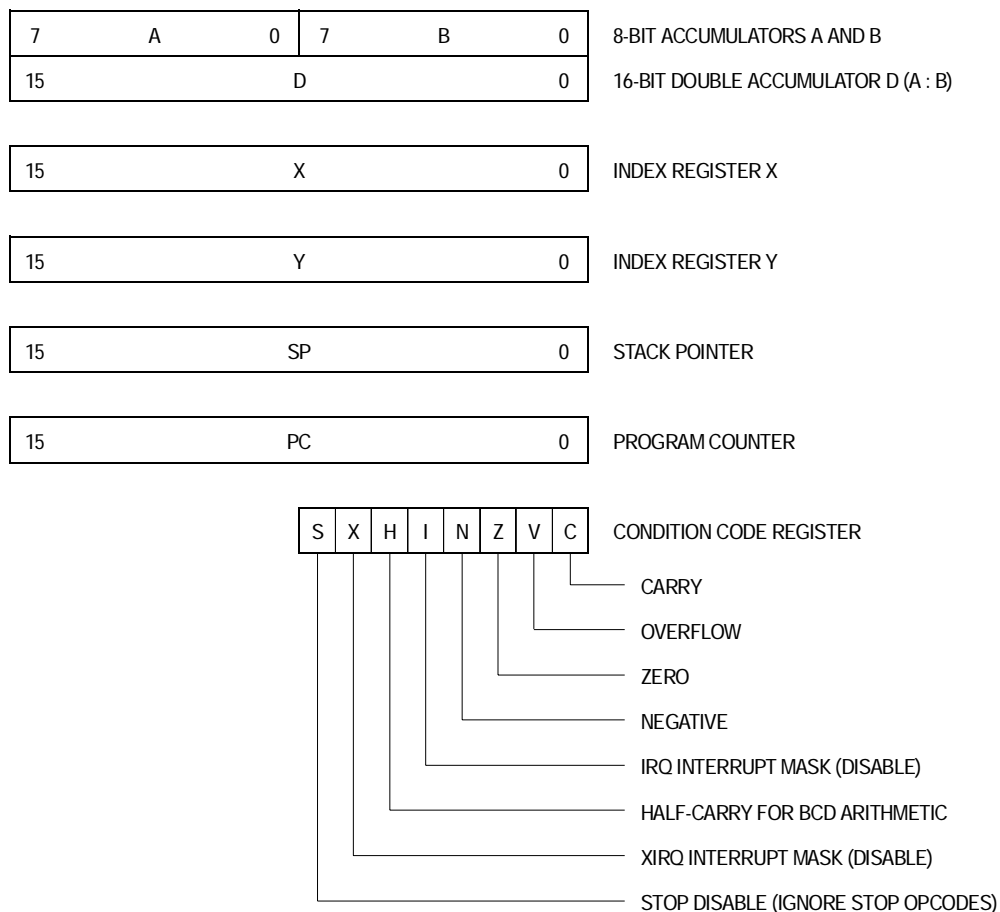 7 A 0 7 B 0 8-BIT ACCUMULATORS A AND B
15 D 0 16-BIT DOUBLE ACCUMULATOR D (A : B)
15 X 0 INDEX REGISTER X
15 Y 0 INDEX REGISTER Y
15 SP 0 STACK POINTER
15 PC 0 PROGRAM COUNTER
S X H I N Z V C CONDITION CODE REGISTER
CARRY
OVERFLOW
ZERO
NEGATIVE
IRQ INTERRUPT MASK (DISABLE)
HALF-CARRY FOR BCD ARITHMETIC
XIRQ INTERRUPT MASK (DISABLE)
STOP DISABLE (IGNORE STOP OPCODES)